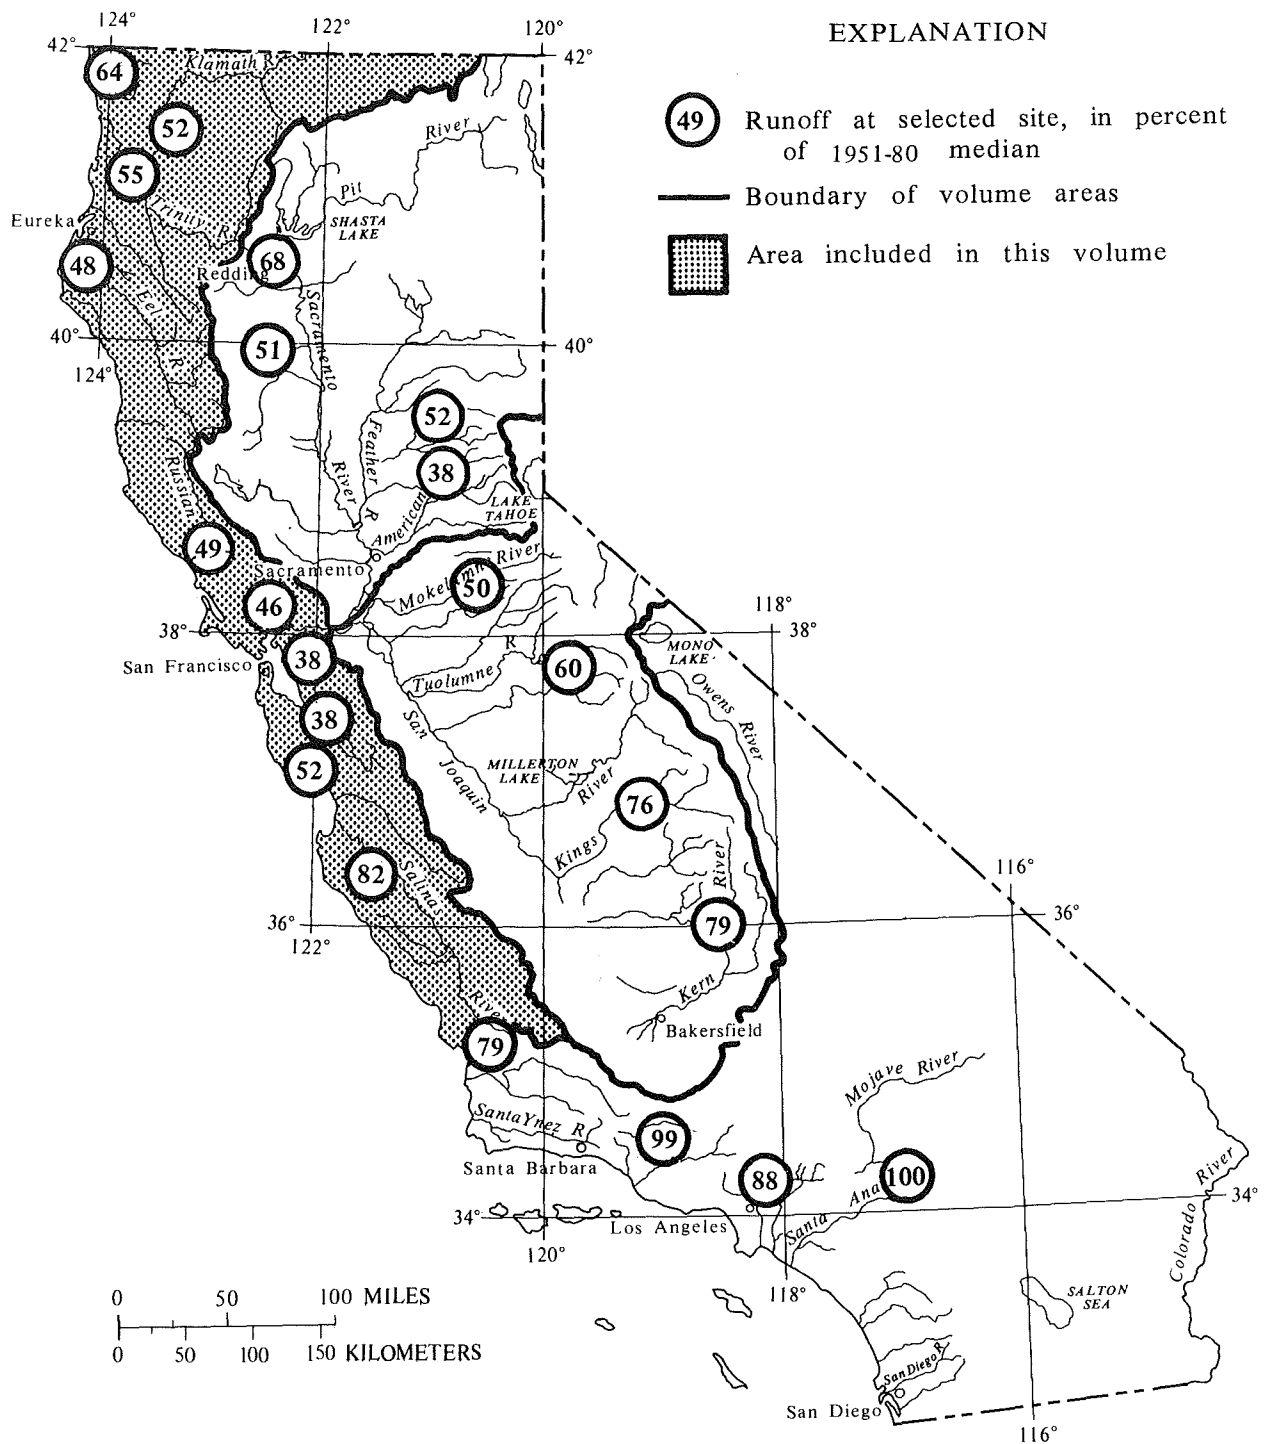 124°
122°
120°
EXPLANATION
42°
42°
64
Klamath R.
49
Runoff at selected site, in percent
of 1951-80 median
52
River
55
Pit
Boundary of volume areas
Trinity R.
SHASTA
LAKE
Eureka
Area included in this volume
48
68
Redding
Eel
R
Sacramento
River
40°
40°
51
124°
52
Feather
R
38
Russian
American
LAKE
TAHOE
49
Sacramento
Mokelumne River
50
46
118°
38°
38°
MONO
LAKE
San Francisco
38
Tuolumne
R
60
Owens River
San
Joaquin
38
52
MILLERTON
LAKE
River
76
Kings
82
Salinas
River
River
116°
36°
36°
122°
79
Kern
Bakersfield
79
Mojave River
Santa Ynez R
99
Santa Barbara
88
100
River
Santa Ana
34°
34°
Los Angeles
Colorado
120°
118°
SALTON
SEA
0 50 100 MILES
0 50 100 150 KILOMETERS
San Diego R
San Diego
116°